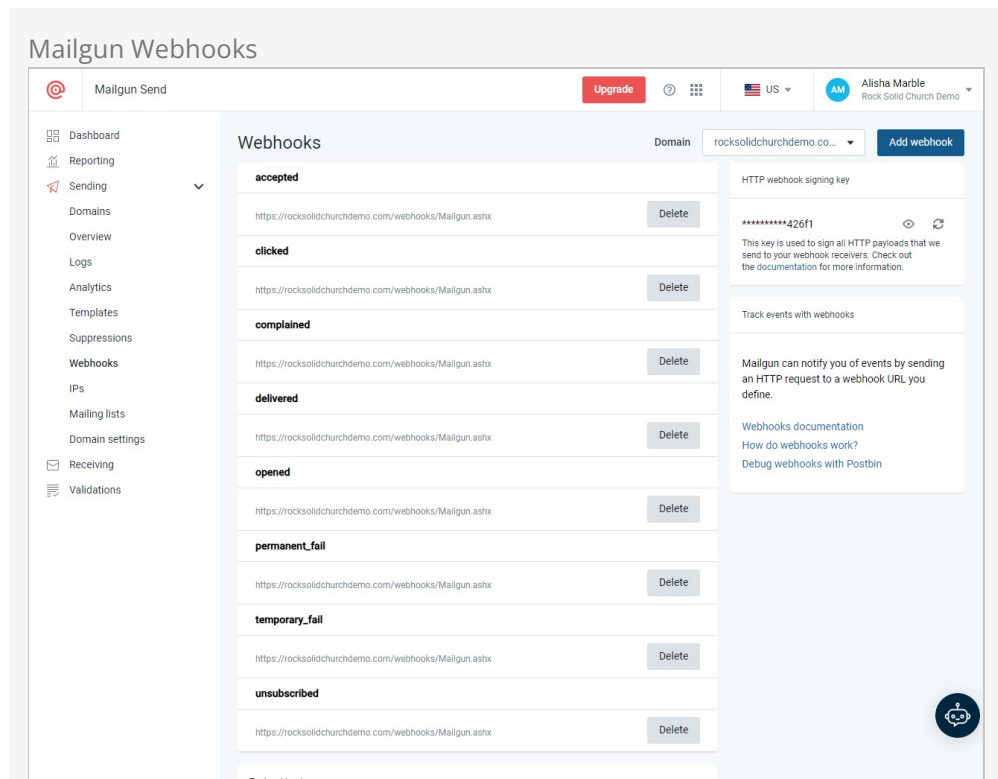 Mailgun Webhooks
Mailgun Send
Upgrade
US
AM
Alisha Marble
Rock Solid Church Demo
Dashboard
Reporting
Sending
Domains
Overview
Logs
Analytics
Templates
Suppressions
Webhooks
IPs
Mailing lists
Domain settings
Receiving
Validations
Webhooks
Domain
rocksolidchurchdemo.co...
Add webhook
accepted
https://rocksolidchurchdemo.com/webhooks/Mailgun.ashx
Delete
clicked
https://rocksolidchurchdemo.com/webhooks/Mailgun.ashx
Delete
complained
https://rocksolidchurchdemo.com/webhooks/Mailgun.ashx
Delete
delivered
https://rocksolidchurchdemo.com/webhooks/Mailgun.ashx
Delete
opened
https://rocksolidchurchdemo.com/webhooks/Mailgun.ashx
Delete
permanent_fail
https://rocksolidchurchdemo.com/webhooks/Mailgun.ashx
Delete
temporary_fail
https://rocksolidchurchdemo.com/webhooks/Mailgun.ashx
Delete
unsubscribed
https://rocksolidchurchdemo.com/webhooks/Mailgun.ashx
Delete
HTTP webhook signing key
**********426f1
This key is used to sign all HTTP payloads that we
send to your webhook receivers. Check out
the documentation for more information.
Track events with webhooks
Mailgun can notify you of events by sending
an HTTP request to a webhook URL you
define.
Webhooks documentation
How do webhooks work?
Debug webhooks with Postbin